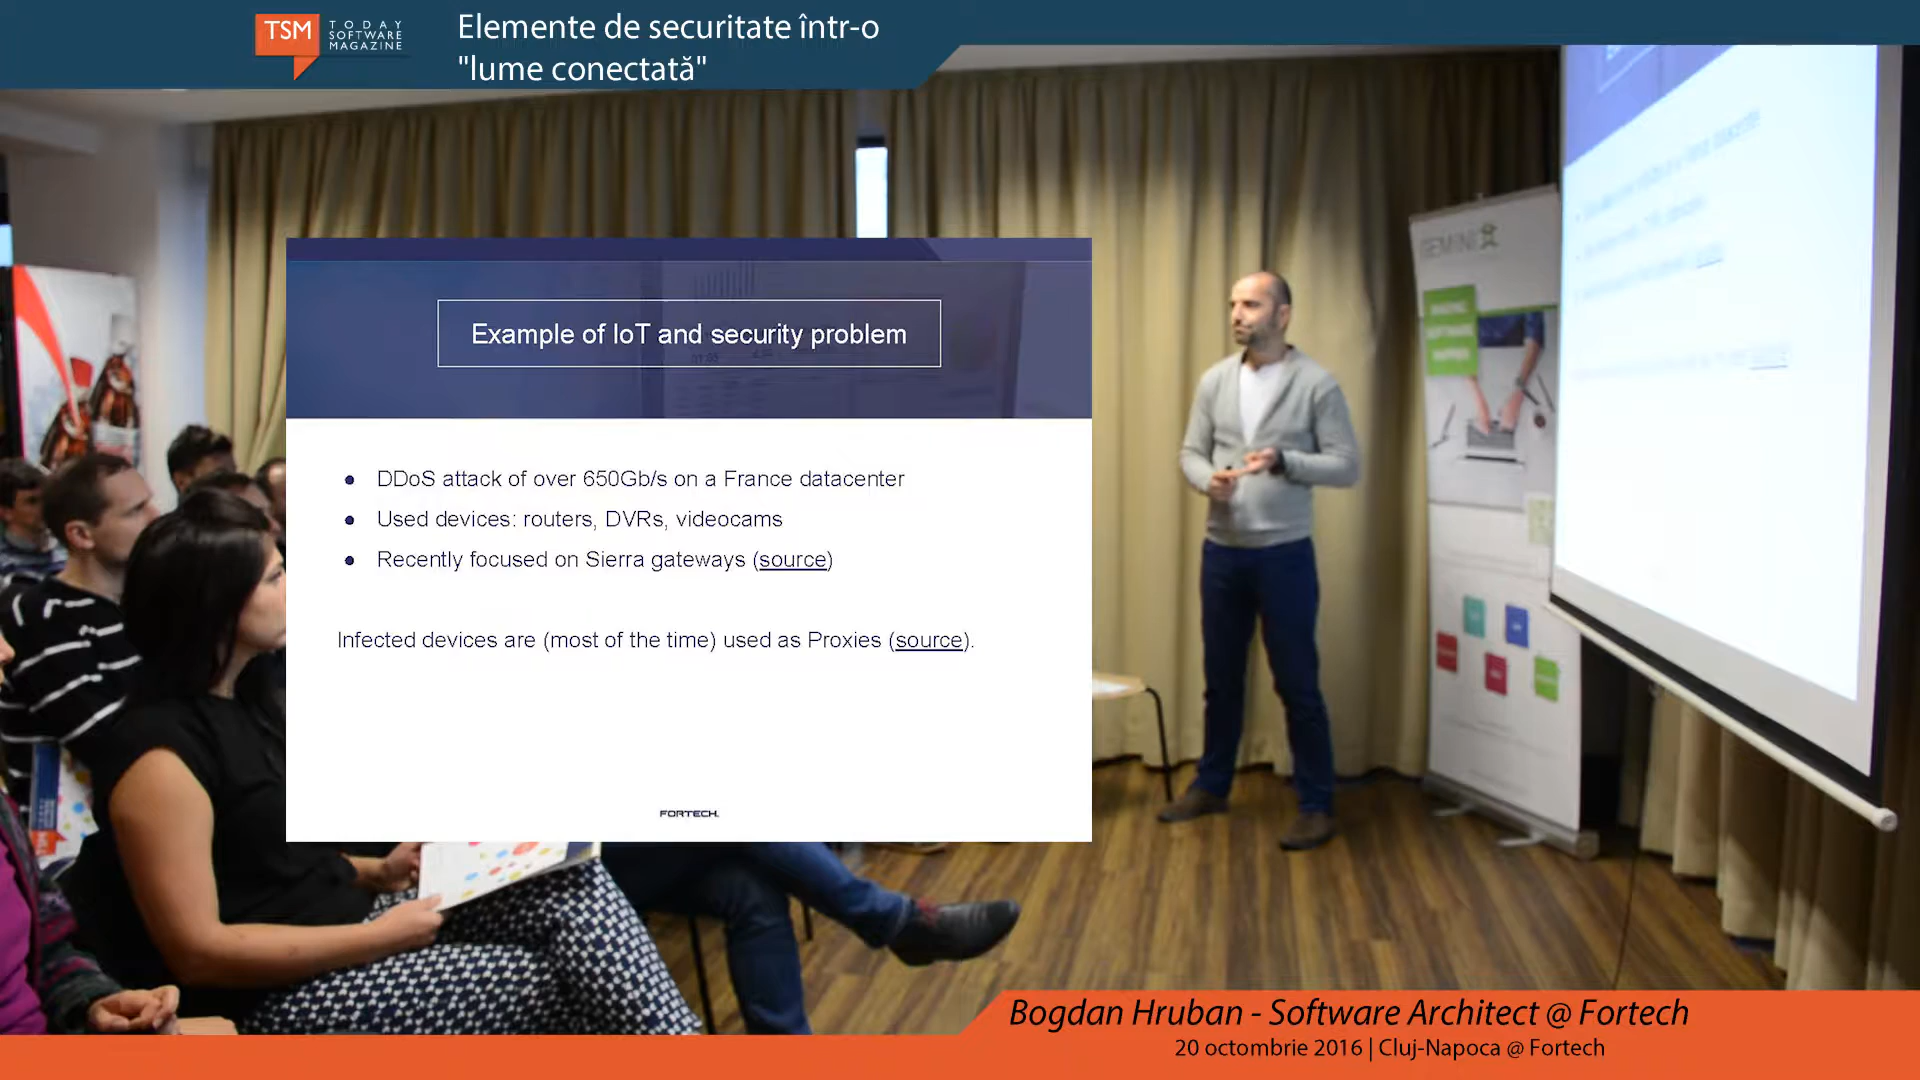 TSM
TODAY
SOFTWARE
MAGAZINE
Elemente de securitate într-o
"lume conectată"
Example of IoT and security problem
● DDoS attack of over 650Gb/s on a France datacenter
● Used devices: routers, DVRs, videocams
● Recently focused on Sierra gateways (source)
Infected devices are (most of the time) used as Proxies (source).
FORTECH.
GEMINI
Bogdan Hruban - Software Architect @ Fortech
20 octombrie 2016 | Cluj-Napoca @ Fortech